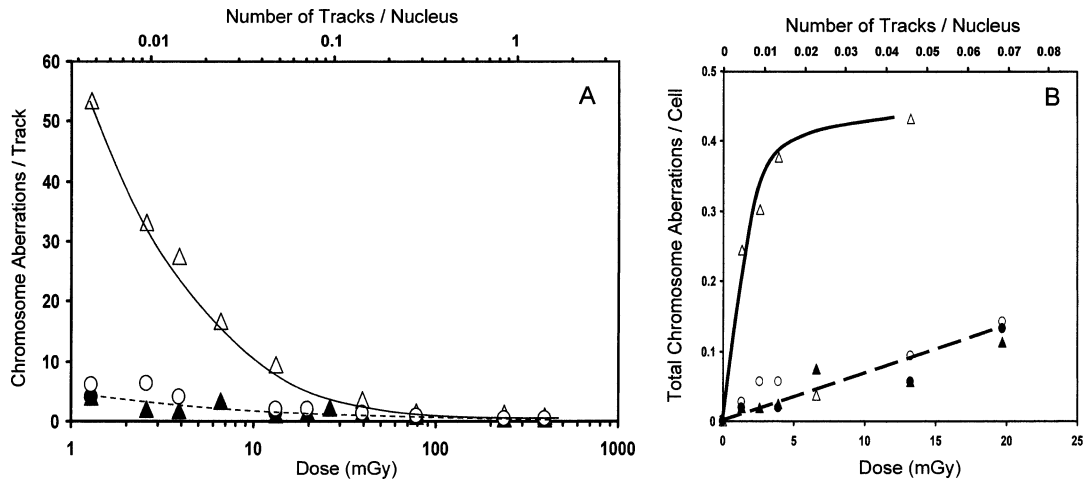 Number of Tracks / Nucleus
0.01 0.1 1
60
50
40
30
20
10
0
Chromosome Aberrations / Track
A
1 10 100 1000
Dose (mGy)
Number of Tracks / Nucleus
0 0.01 0.02 0.03 0.04 0.05 0.06 0.07 0.08
0.5
0.4
0.3
0.2
0.1
0
Total Chromosome Aberrations / Cell
B
0 5 10 15 20 25
Dose (mGy)